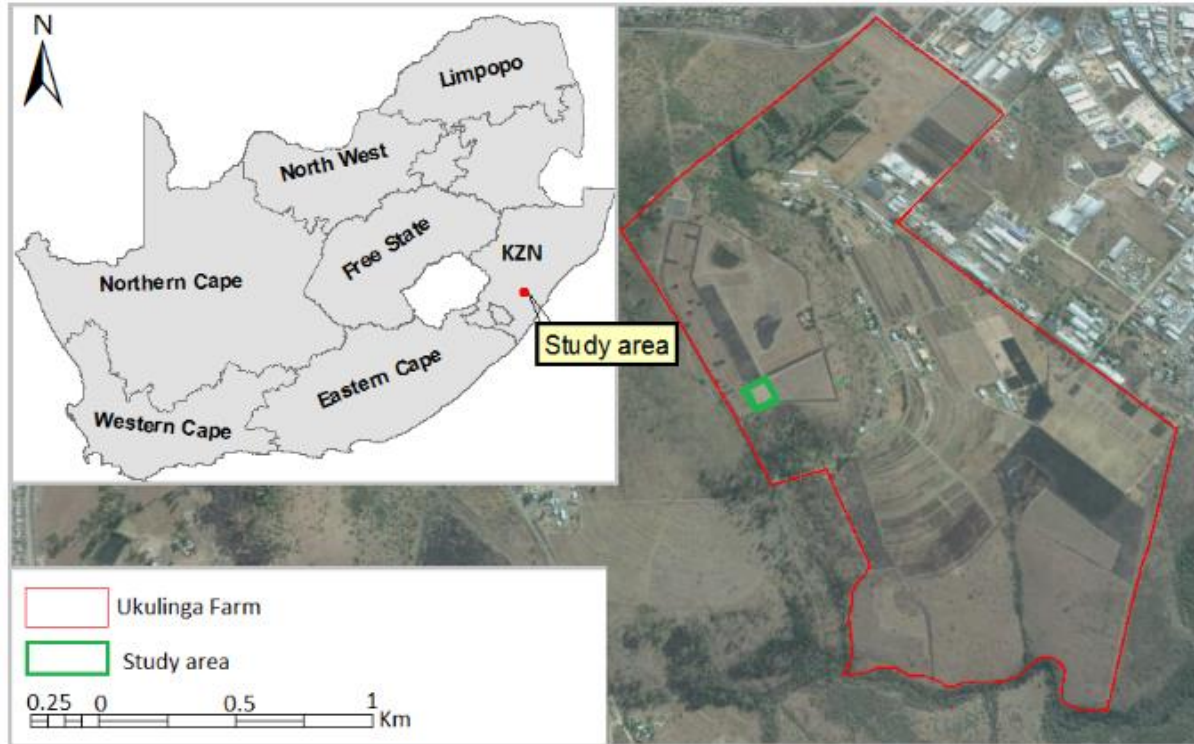 N
Limpopo
North West
Free State
KZN
Northern Cape
Study area
Eastern Cape
Western Cape
Ukulinga Farm
Study area
0.25 0 0.5 1
Km